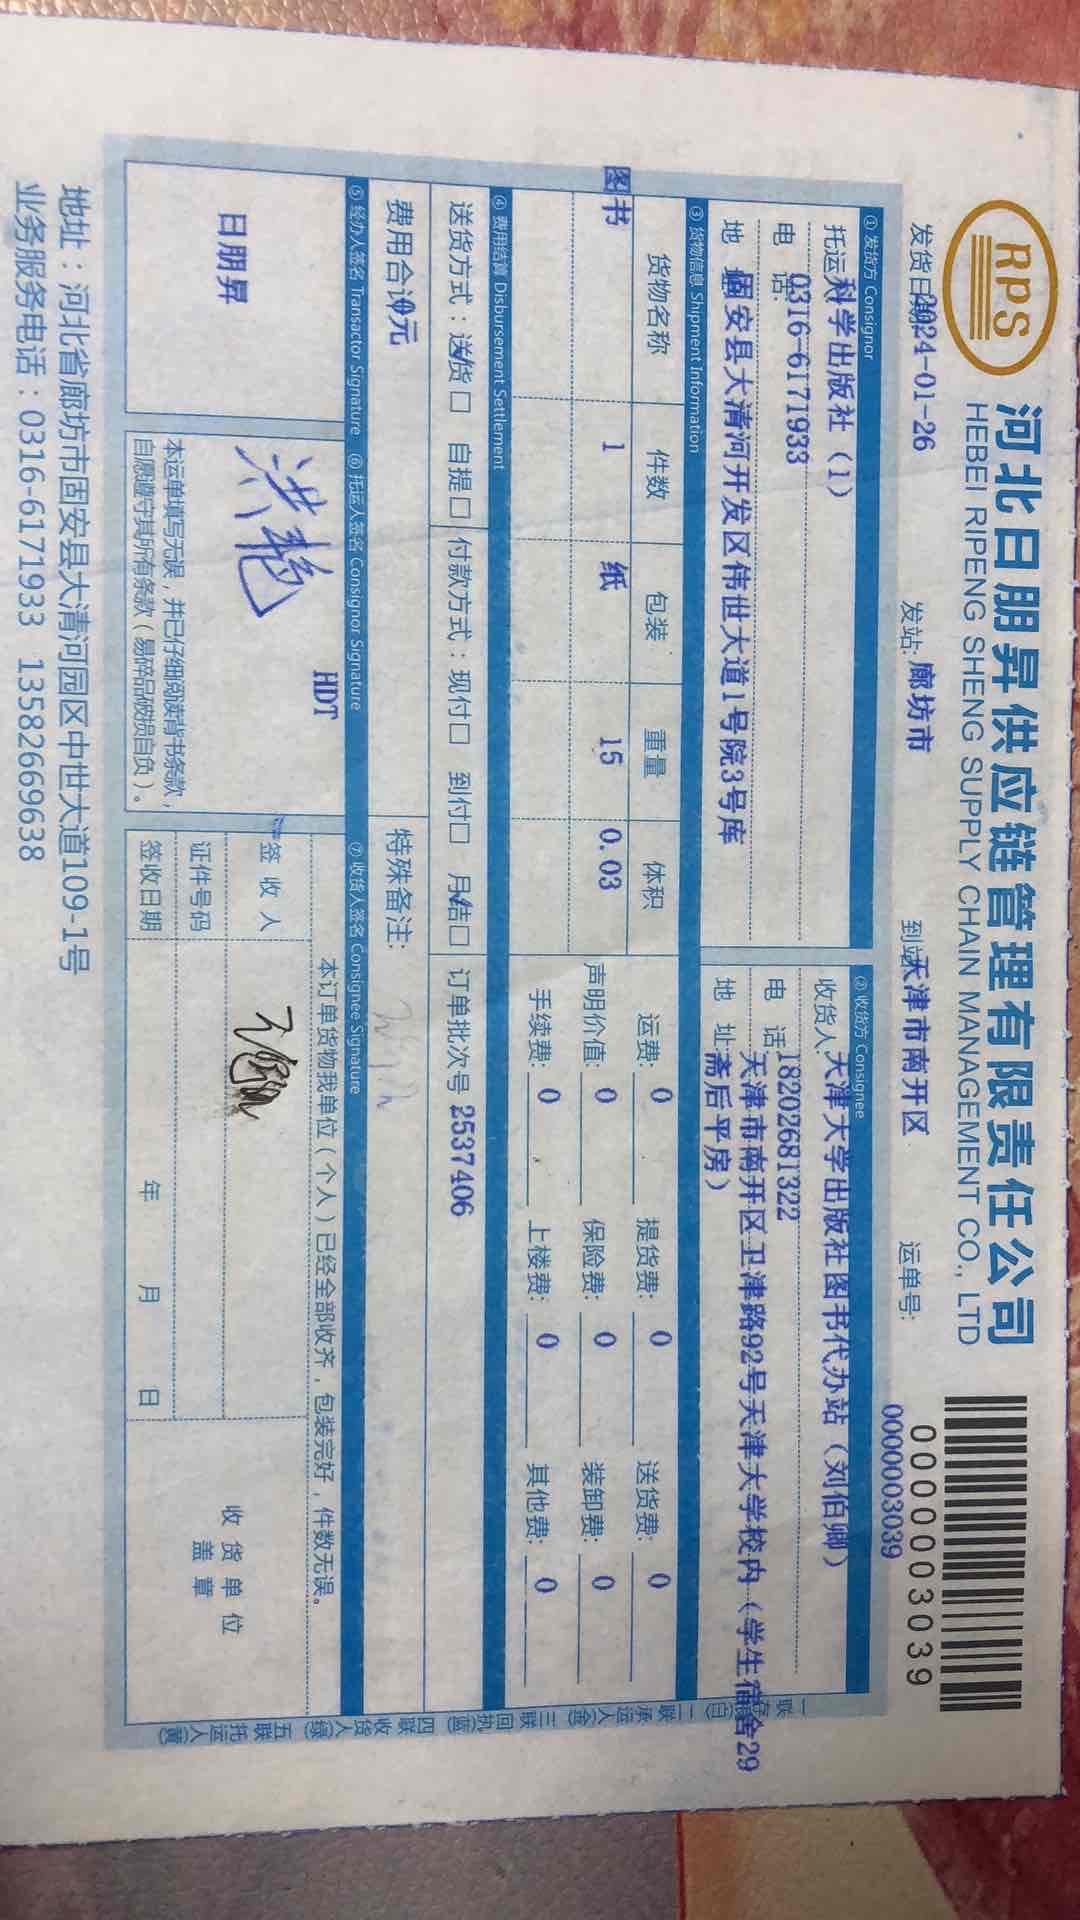 RPS
河北日朋昇供应链管理有限责任公司
HEBEI RIPENG SHENG SUPPLY CHAIN MANAGEMENT CO., LTD
0000003039
发货日期2024-01-26 发站: 廊坊市 到站天津市南开区 运单号: 0000003039
① 发货方 Consignor
托运 科学出版社（1）
电话: 0316-6171933
地 固安县大清河开发区伟世大道1号院3号库
② 收货方 Consignee
收货人: 天津大学出版社图书代办站（刘伯卿）
电话 18202681322
地址: 天津市南开区卫津路92号天津大学校内（学生宿舍29
斋后平房）
③ 货物信息 Shipment Information
货物名称 件数 包装 重量 体积
图书 1 纸 15 0.03
运费: 0 提货费: 0 送货费: 0
声明价值: 0 保险费: 0 装卸费: 0
手续费: 0 上楼费: 0 其他费: 0
④ 费用结算 Disbursement Settlement
送货方式：送货☐ 自提☐ 付款方式：现付☐ 到付☐ 月结☐ 订单批次号 2537406
费用合计0元 特殊备注:
⑤ 经办人签名 Transactor Signature ⑥ 托运人签名 Consignor Signature ⑦ 收货人签名 Consignee Signature
日朋昇
HDT
本运单填写无误，并已仔细阅读背书条款，
自愿遵守其所有条款（易碎品破损自负）。
本订单货物我单位（个人）已经全部收齐，包装完好，件数无误。
签收人
证件号码
签收日期 年 月 日
收货单位
盖章
一联 存根(白) 二联 承运人(金) 三联 回执(蓝) 四联 收货人(绿) 五联 托运人(黄)
地址：河北省廊坊市固安县大清河园区中世大道109-1号
业务服务电话：0316-6171933 13582669638